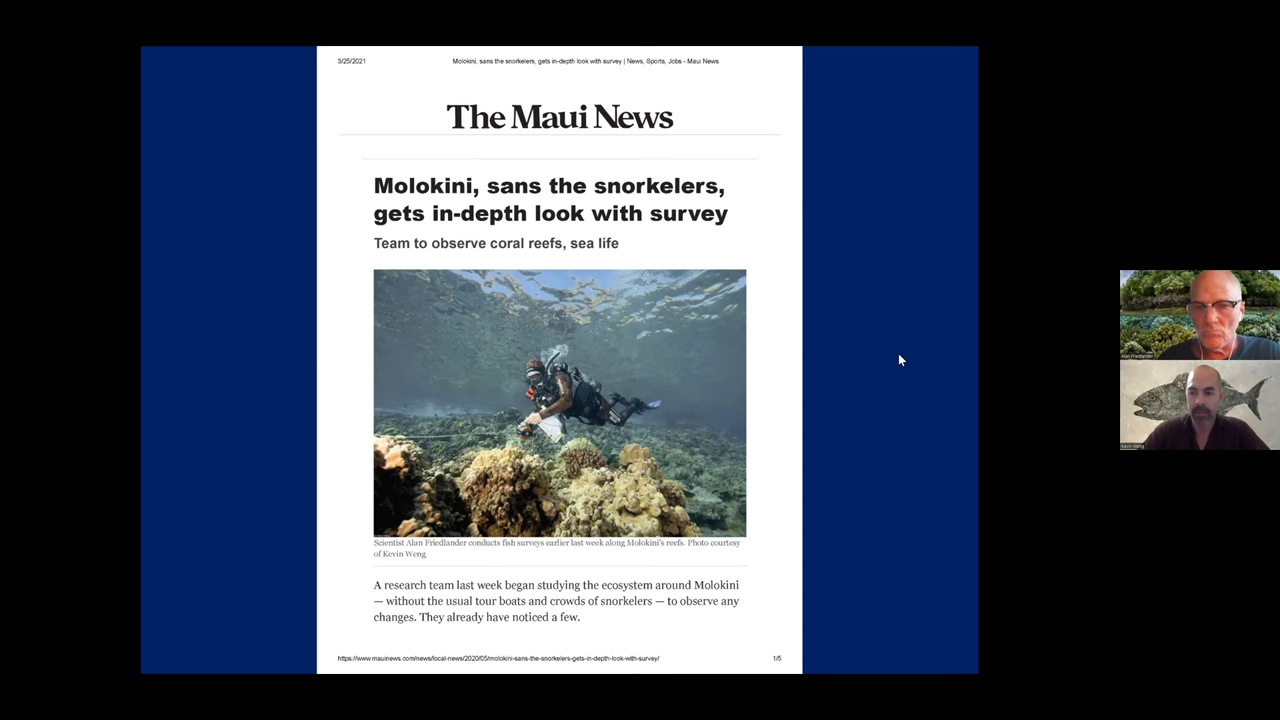 3/25/2021
Molokini, sans the snorkelers, gets in-depth look with survey | News, Sports, Jobs - Maui News
The Maui News
Molokini, sans the snorkelers,
gets in-depth look with survey
Team to observe coral reefs, sea life
Scientist Alan Friedlander conducts fish surveys earlier last week along Molokini's reefs. Photo courtesy
of Kevin Weng
A research team last week began studying the ecosystem around Molokini
— without the usual tour boats and crowds of snorkelers — to observe any
changes. They already have noticed a few.
https://www.mauinews.com/news/local-news/2020/05/molokini-sans-the-snorkelers-gets-in-depth-look-with-survey/
1/5
Alan Friedlander
Kevin Weng